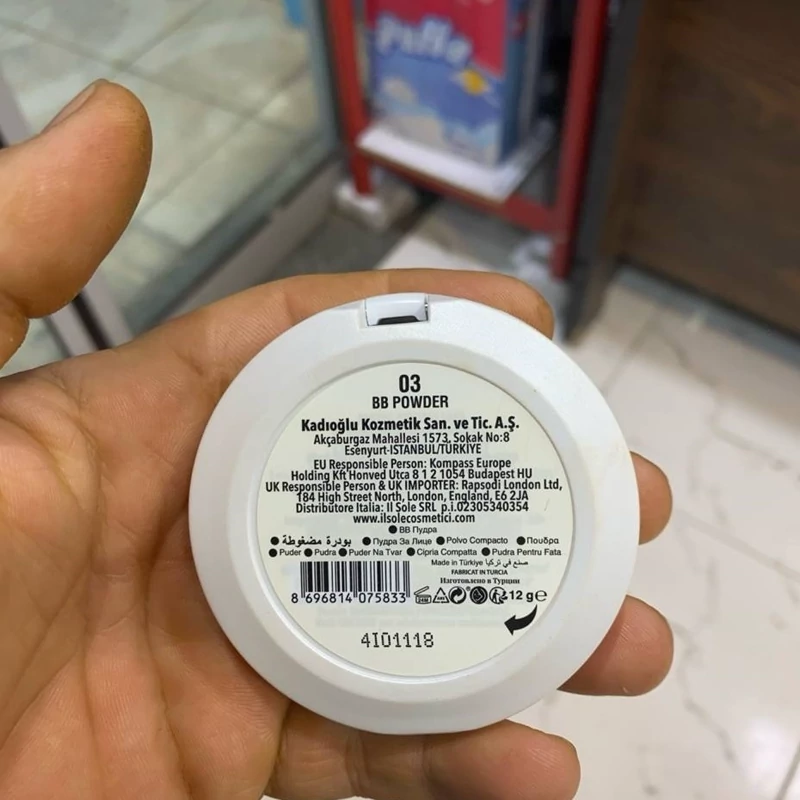 03
BB POWDER
Kadıoğlu Kozmetik San. ve Tic. A.Ş.
Akçaburgaz Mahallesi 1573, Sokak No:8
Esenyurt-ISTANBUL/TÜRKİYE
EU Responsible Person: Kompass Europe
Holding Kft Honved Utca 8 1 2 1054 Budapest HU
UK Responsible Person & UK IMPORTER: Rapsodi London Ltd,
184 High Street North, London, England, E6 2JA
Distributore Italia: Il Sole SRL p.i.02305340354
www.ilsolecosmetici.com
● BB Пудра
● بودرة مضغوطة ● Пудра За Лице ● Polvo Compacto ● Πουδρα
● Puder ● Pudra ● Puder Na Tvar ● Cipria Compatta ● Pudra Pentru Fata
Made in Türkiye صنع في تركيا
FABRICAT IN TURCIA
Изготовлено в Турции
8 696814 075833
12 g ℮
4I01118